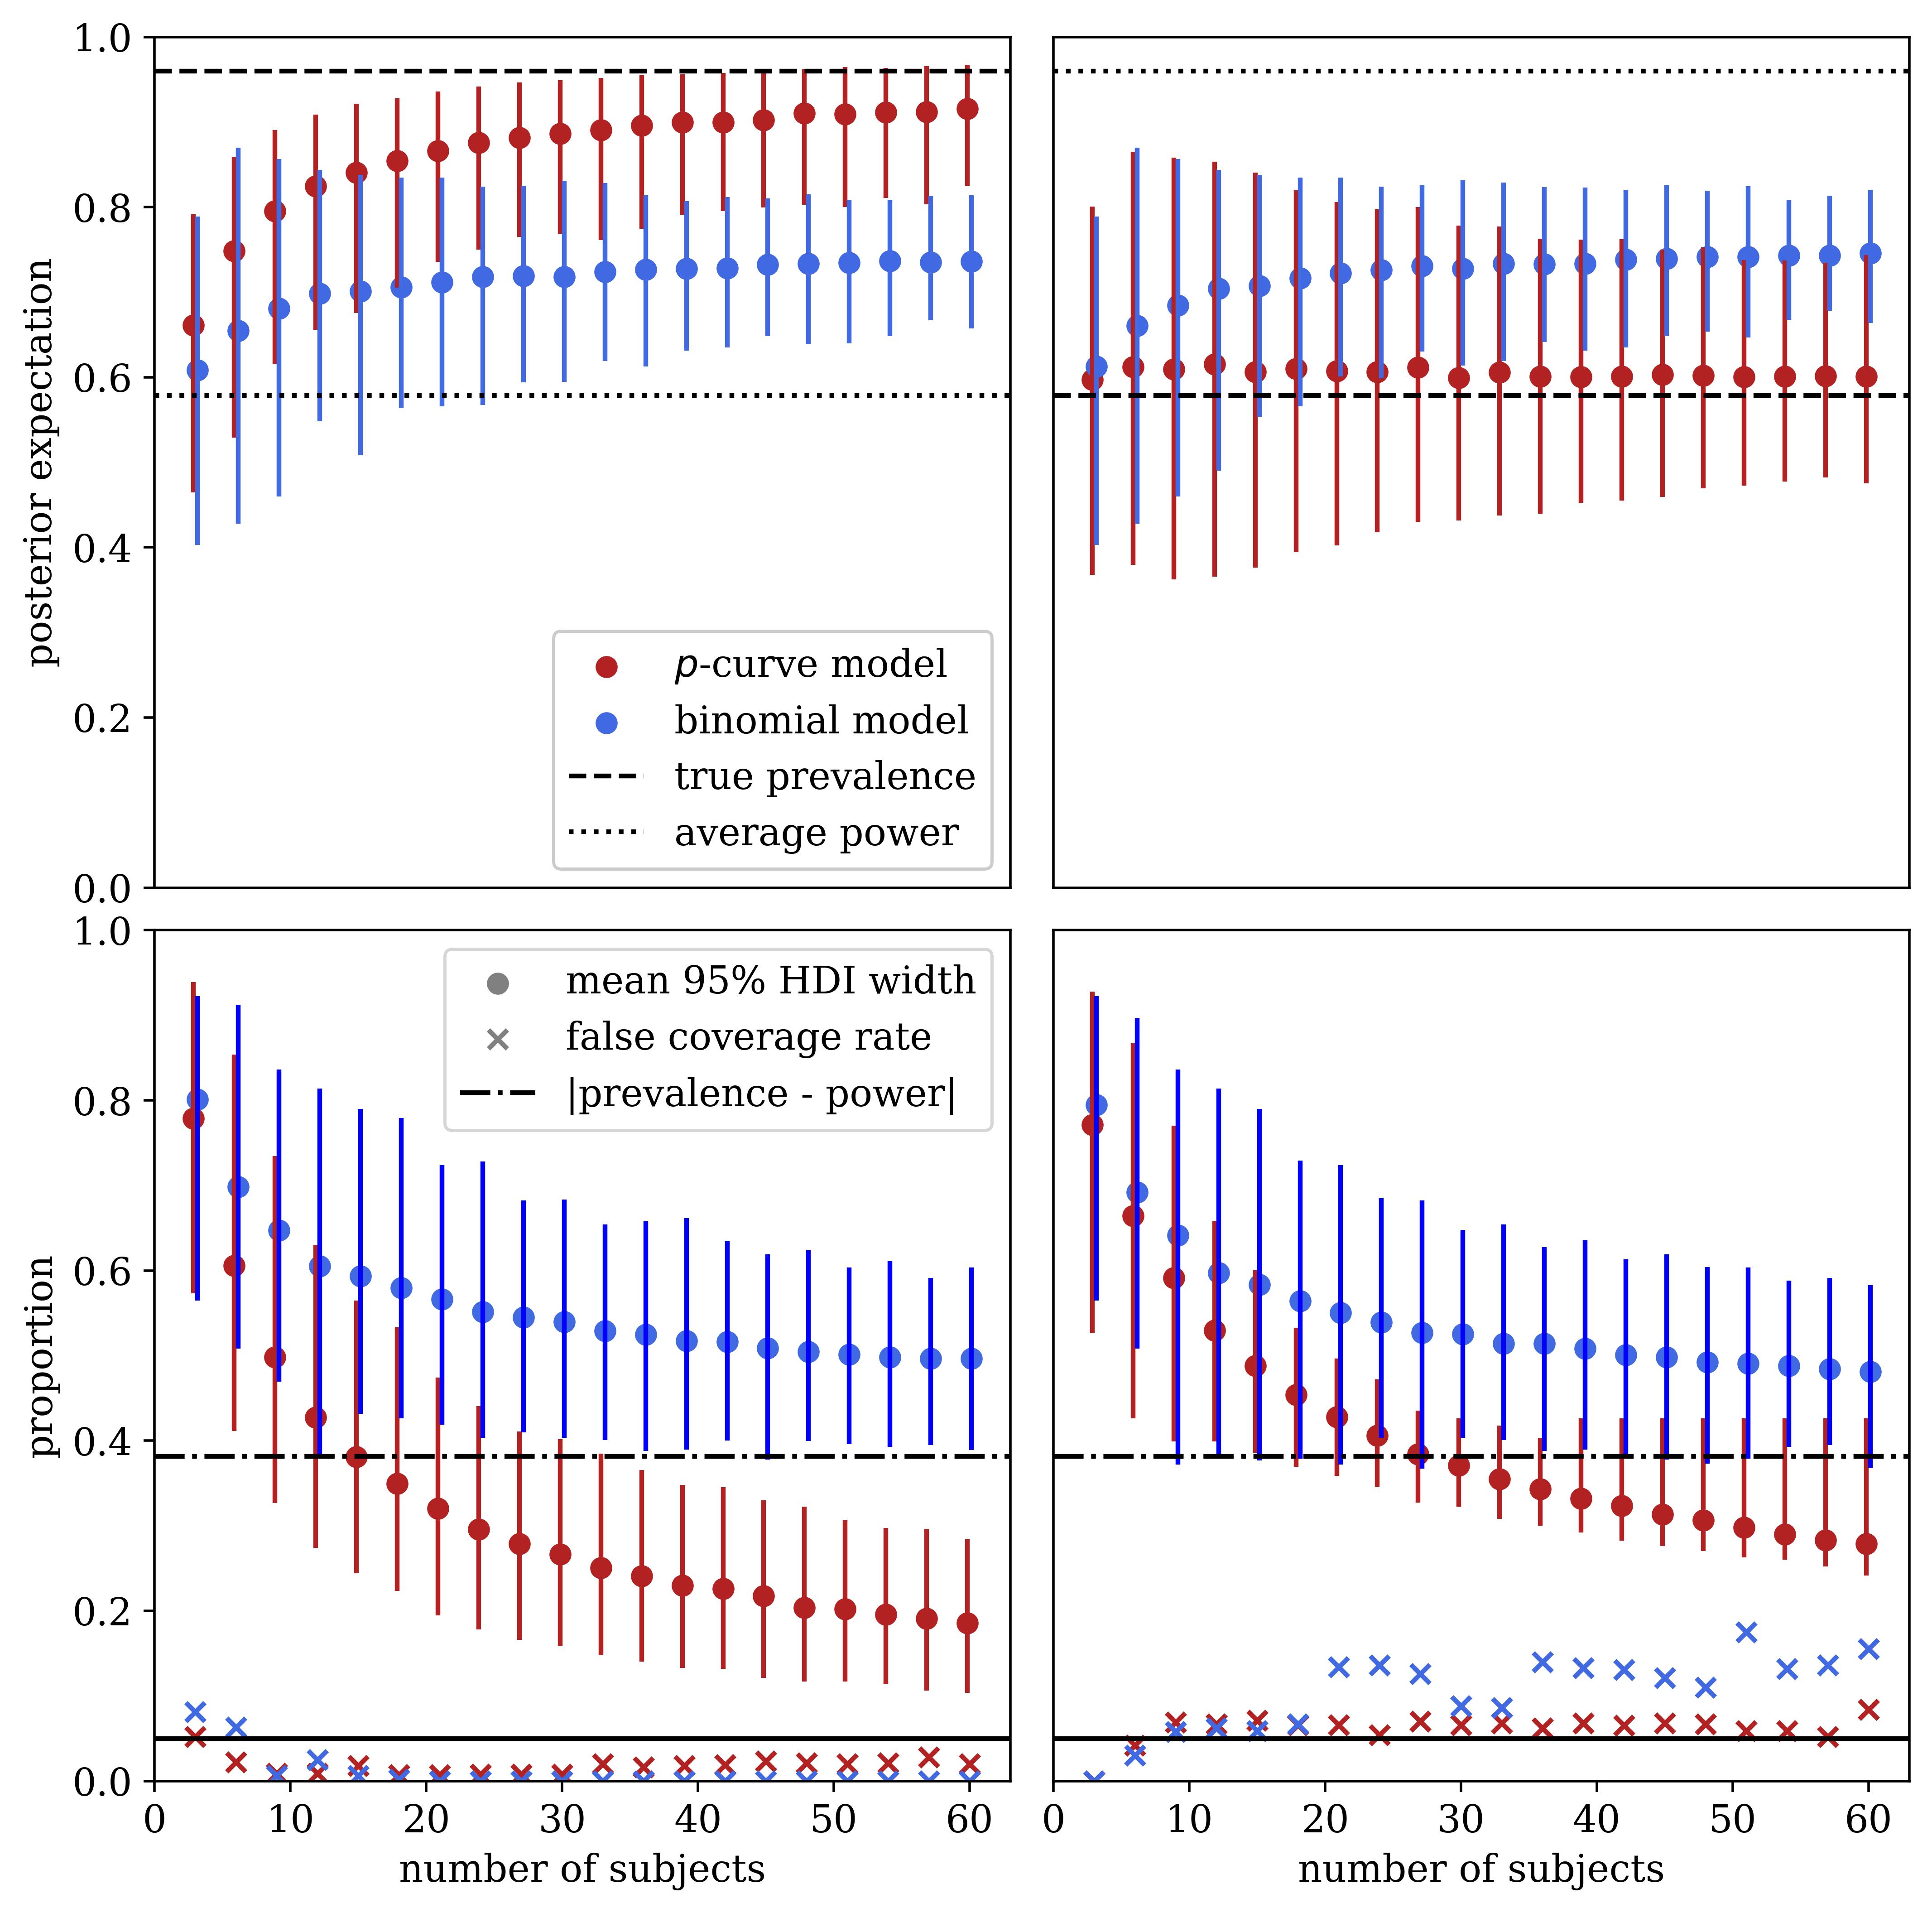 1.0
0.8
0.6
0.4
0.2
0.0
posterior expectation
p-curve model
binomial model
true prevalence
average power
1.0
0.8
0.6
0.4
0.2
0.0
proportion
mean 95% HDI width
false coverage rate
|prevalence - power|
0 10 20 30 40 50 60
number of subjects
0 10 20 30 40 50 60
number of subjects